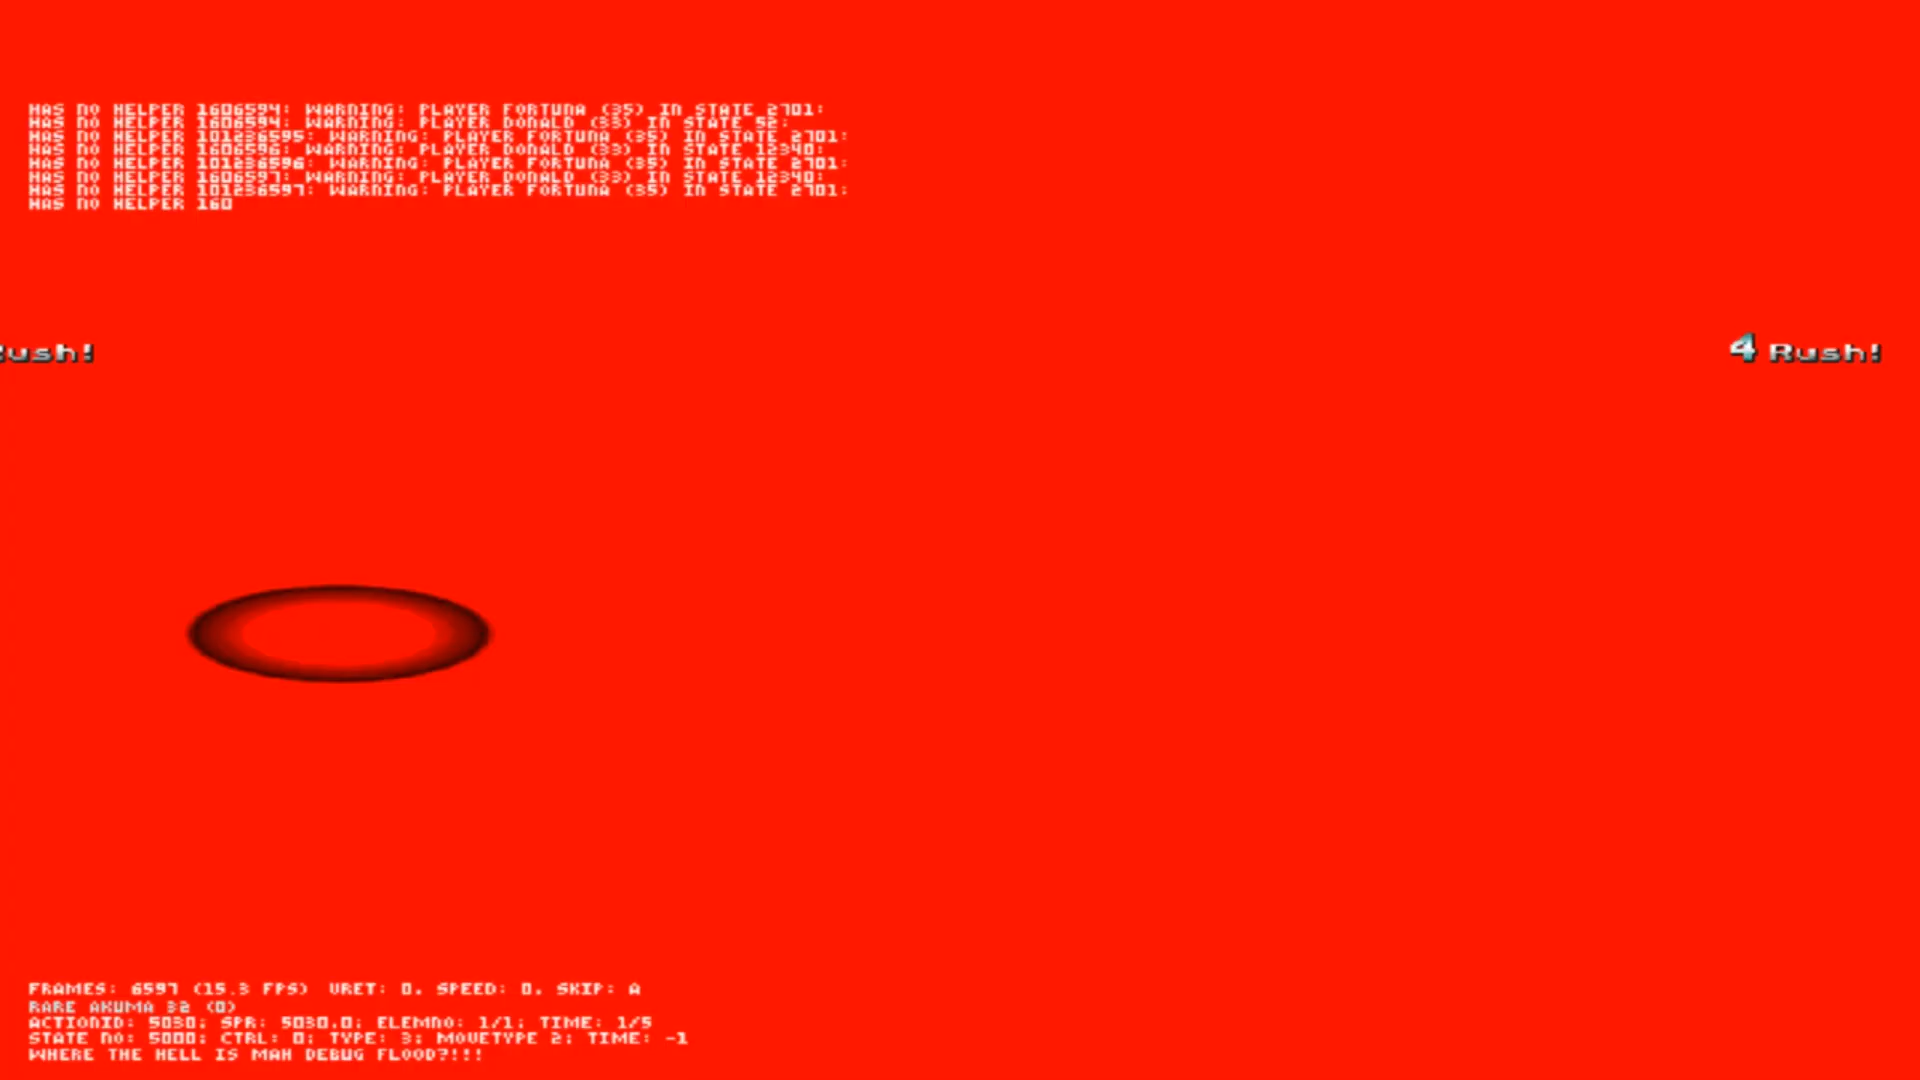 HAS NO HELPER 1606594: WARNING: PLAYER FORTUNA (35) IN STATE 2701:
HAS NO HELPER 1606594: WARNING: PLAYER DONALD (33) IN STATE 52:
HAS NO HELPER 101236595: WARNING: PLAYER FORTUNA (35) IN STATE 2701:
HAS NO HELPER 1606596: WARNING: PLAYER DONALD (33) IN STATE 12340:
HAS NO HELPER 101236596: WARNING: PLAYER FORTUNA (35) IN STATE 2701:
HAS NO HELPER 1606597: WARNING: PLAYER DONALD (33) IN STATE 12340:
HAS NO HELPER 101236597: WARNING: PLAYER FORTUNA (35) IN STATE 2701:
HAS NO HELPER 160
Rush!
4 Rush!
FRAMES: 6597 (15.3 FPS) VRET: 0. SPEED: 0. SKIP: A
RARE AKUMA 32 (0)
ACTIONID: 5030; SPR: 5030,0; ELEMNO: 1/1; TIME: 1/5
STATE NO: 5000; CTRL: 0; TYPE: 3; MOVETYPE 2; TIME: -1
WHERE THE HELL IS MAH DEBUG FLOOD?!!!